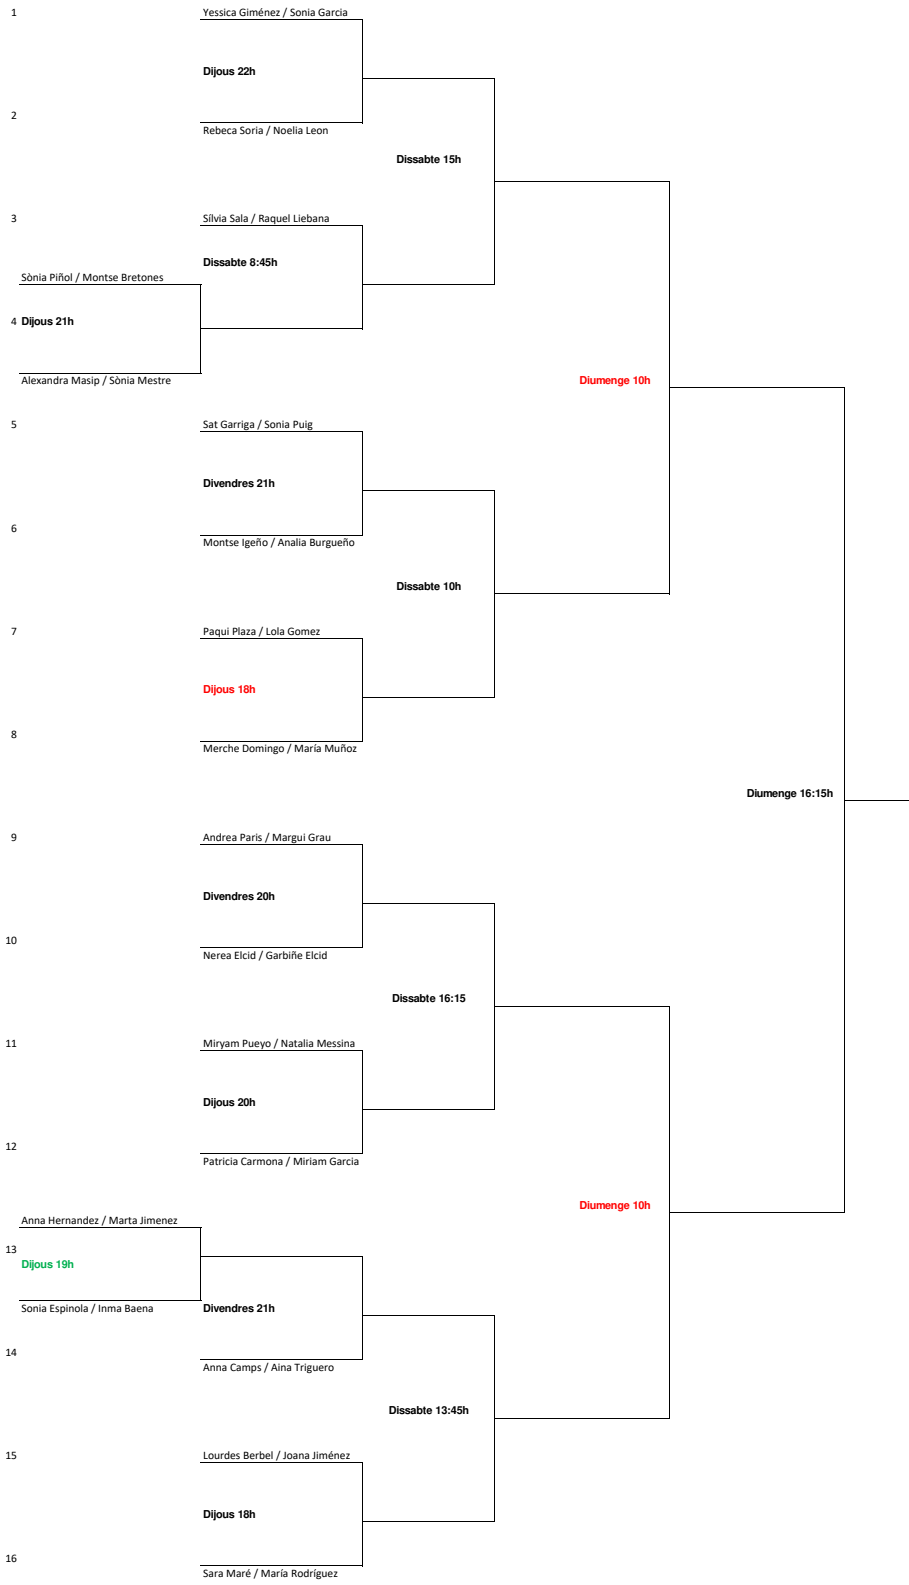 1
Yessica Giménez / Sonia Garcia
Dijous 22h
2
Rebeca Soria / Noelia Leon
Dissabte 15h
3
Sílvia Sala / Raquel Liebana
Dissabte 8:45h
Sònia Piñol / Montse Bretones
4 Dijous 21h
Alexandra Masip / Sònia Mestre
Diumenge 10h
5
Sat Garriga / Sonia Puig
Divendres 21h
6
Montse Igeño / Analia Burgueño
Dissabte 10h
7
Paqui Plaza / Lola Gomez
Dijous 18h
8
Merche Domingo / María Muñoz
Diumenge 16:15h
9
Andrea Paris / Margui Grau
Divendres 20h
10
Nerea Elcid / Garbiñe Elcid
Dissabte 16:15
11
Miryam Pueyo / Natalia Messina
Dijous 20h
12
Patricia Carmona / Miriam Garcia
Diumenge 10h
Anna Hernandez / Marta Jimenez
13
Dijous 19h
Sonia Espinola / Inma Baena
Divendres 21h
14
Anna Camps / Aina Triguero
Dissabte 13:45h
15
Lourdes Berbel / Joana Jiménez
Dijous 18h
16
Sara Maré / María Rodríguez